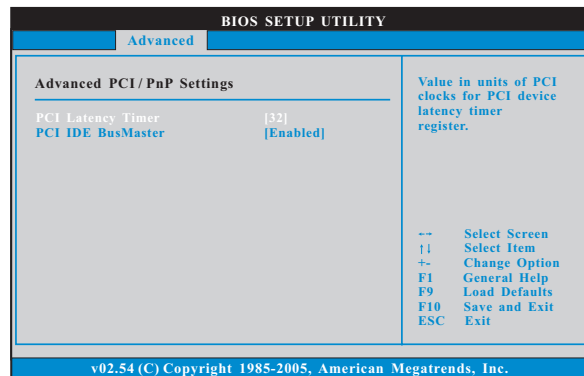 BIOS SETUP UTILITY
Advanced
Advanced PCI / PnP Settings
PCI Latency Timer [32]
PCI IDE BusMaster [Enabled]
Value in units of PCI
clocks for PCI device
latency timer
register.
←→ Select Screen
↑↓ Select Item
+- Change Option
F1 General Help
F9 Load Defaults
F10 Save and Exit
ESC Exit
v02.54 (C) Copyright 1985-2005, American Megatrends, Inc.